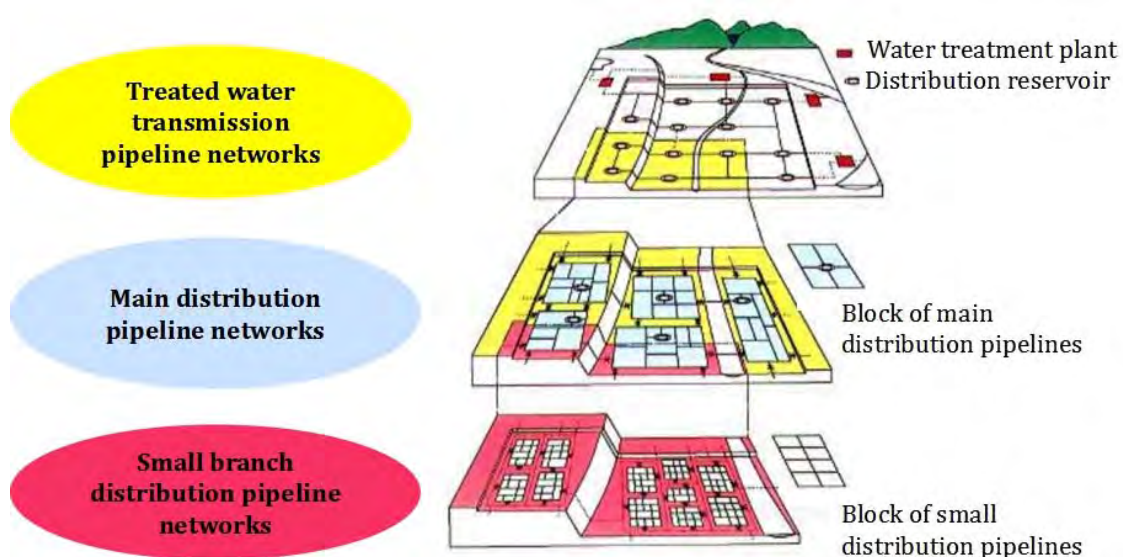 Treated water
transmission
pipeline networks
Water treatment plant
Distribution reservoir
Main distribution
pipeline networks
Block of main
distribution pipelines
Small branch
distribution pipeline
networks
Block of small
distribution pipelines